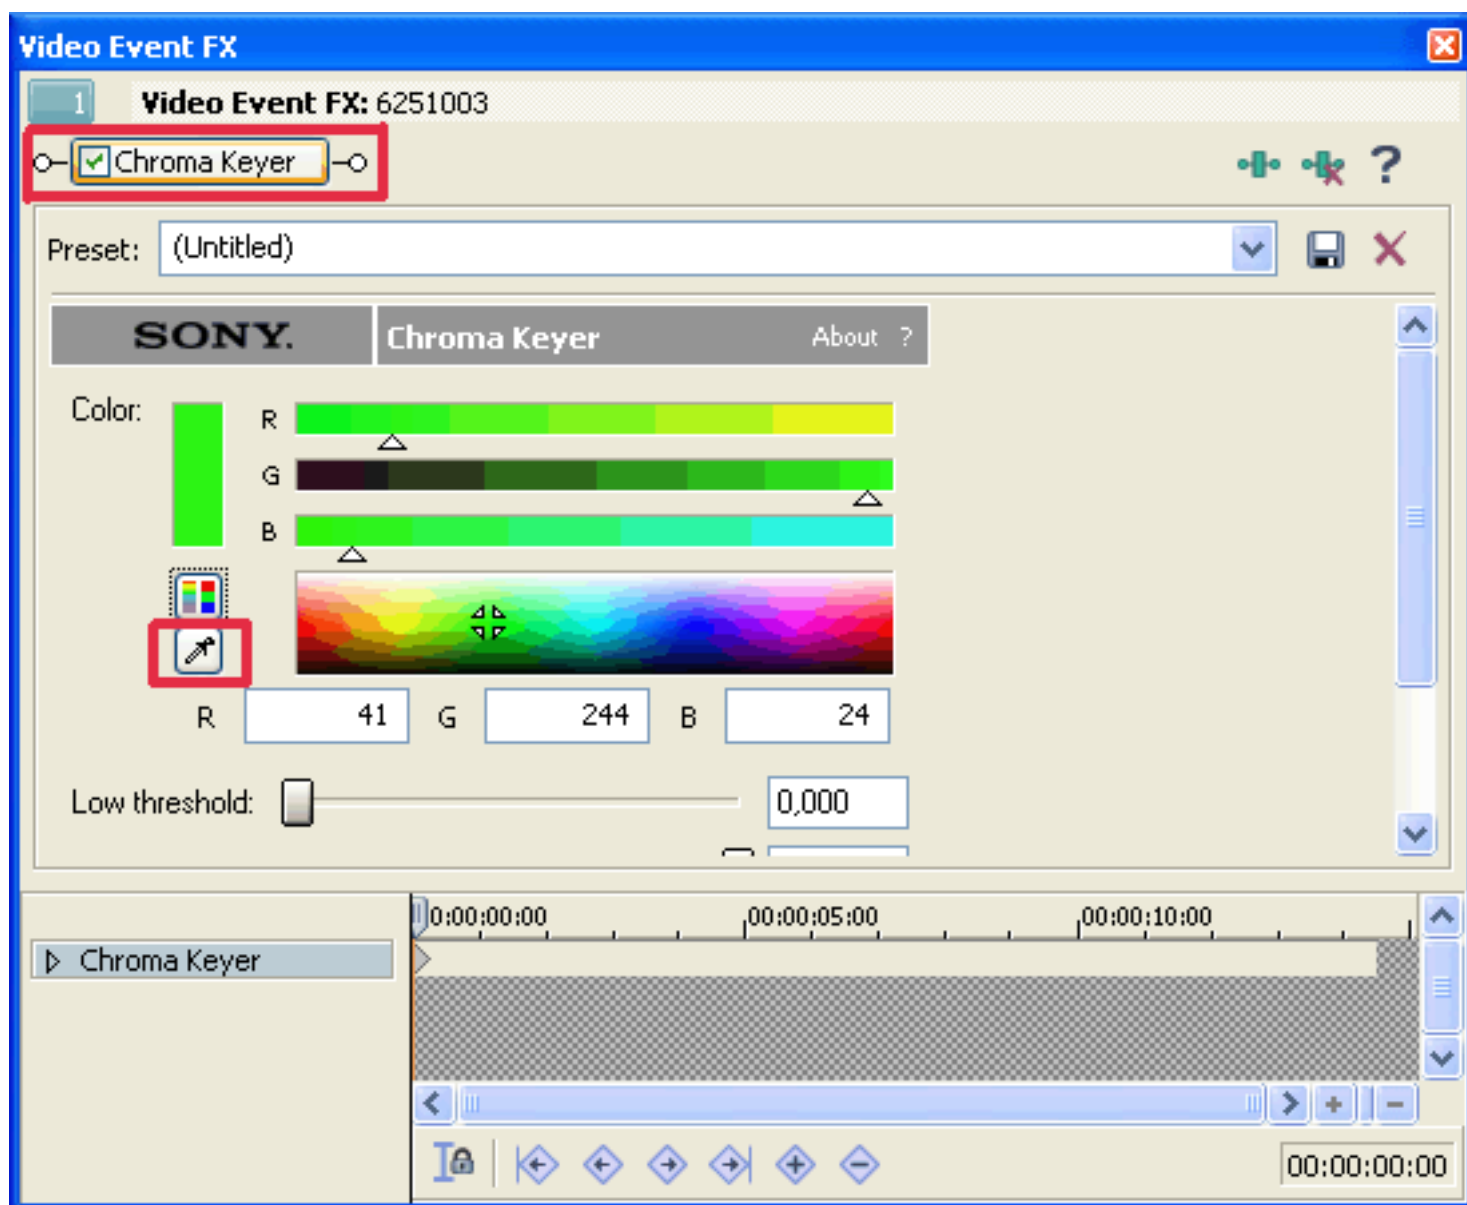 Video Event FX
1 Video Event FX: 6251003
Chroma Keyer
?
Preset: (Untitled)
SONY. Chroma Keyer About ?
Color:
R
G
B
R 41 G 244 B 24
Low threshold: 0,000
0:00:00:00 00:00:05:00 00:00:10:00
Chroma Keyer
00:00:00:00